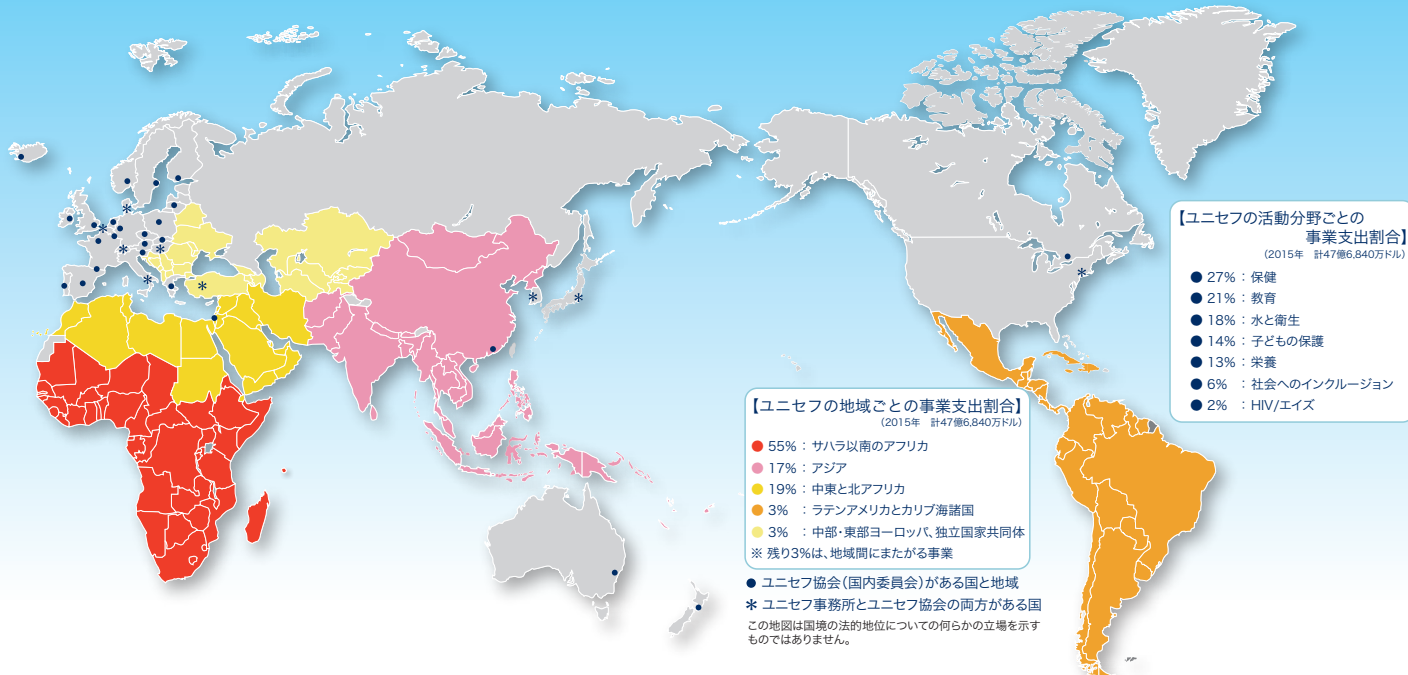 【ユニセフの活動分野ごとの
事業支出割合】
(2015年 計47億6,840万ドル)
● 27% : 保健
● 21% : 教育
● 18% : 水と衛生
● 14% : 子どもの保護
● 13% : 栄養
● 6% : 社会へのインクルージョン
● 2% : HIV/エイズ
【ユニセフの地域ごとの事業支出割合】
(2015年 計47億6,840万ドル)
● 55% : サハラ以南のアフリカ
● 17% : アジア
● 19% : 中東と北アフリカ
● 3% : ラテンアメリカとカリブ海諸国
● 3% : 中部・東部ヨーロッパ、独立国家共同体
※ 残り3%は、地域間にまたがる事業
● ユニセフ協会(国内委員会)がある国と地域
＊ ユニセフ事務所とユニセフ協会の両方がある国
この地図は国境の法的地位についての何らかの立場を示す
ものではありません。